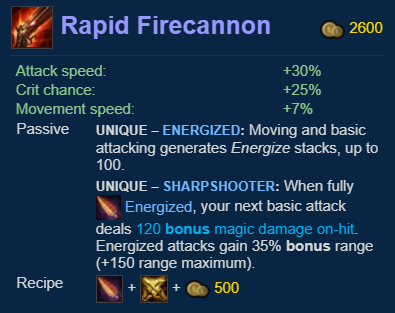 Rapid Firecannon 2600
Attack speed: +30%
Crit chance: +25%
Movement speed: +7%
Passive UNIQUE – ENERGIZED: Moving and basic
attacking generates Energize stacks, up to
100.
UNIQUE – SHARPSHOOTER: When fully
Energized, your next basic attack
deals 120 bonus magic damage on-hit.
Energized attacks gain 35% bonus range
(+150 range maximum).
Recipe + + 500